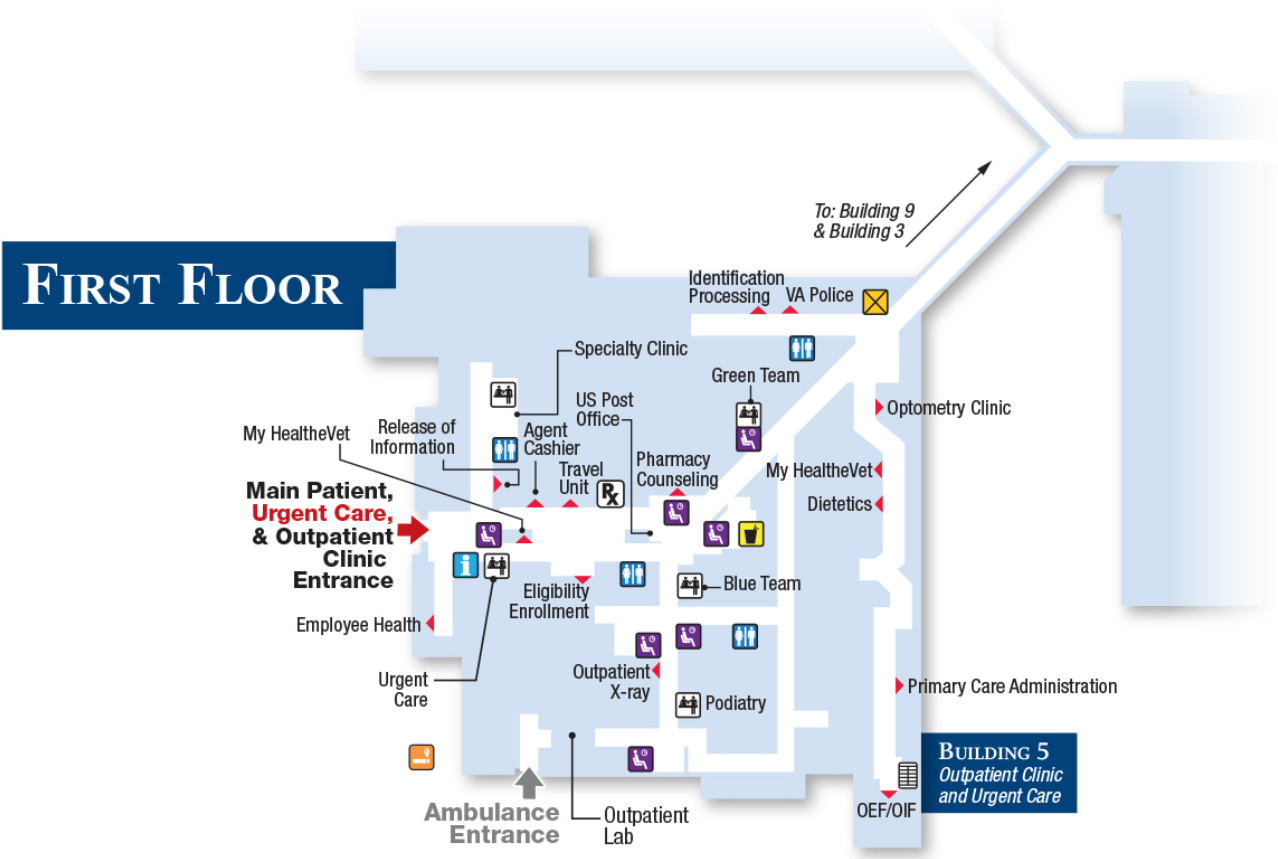 To: Building 9
& Building 3
FIRST FLOOR
Identification
Processing
VA Police
Specialty Clinic
Green Team
US Post
Office
Optometry Clinic
My HealtheVet
Release of
Information
Agent
Cashier
Travel
Unit
Rx
Pharmacy
Counseling
My HealtheVet
Dietetics
Main Patient,
Urgent Care,
& Outpatient
Clinic
Entrance
i
Eligibility
Enrollment
Blue Team
Employee Health
Outpatient
X-ray
Urgent
Care
Podiatry
Primary Care Administration
BUILDING 5
Outpatient Clinic
and Urgent Care
OEF/OIF
Ambulance
Entrance
Outpatient
Lab